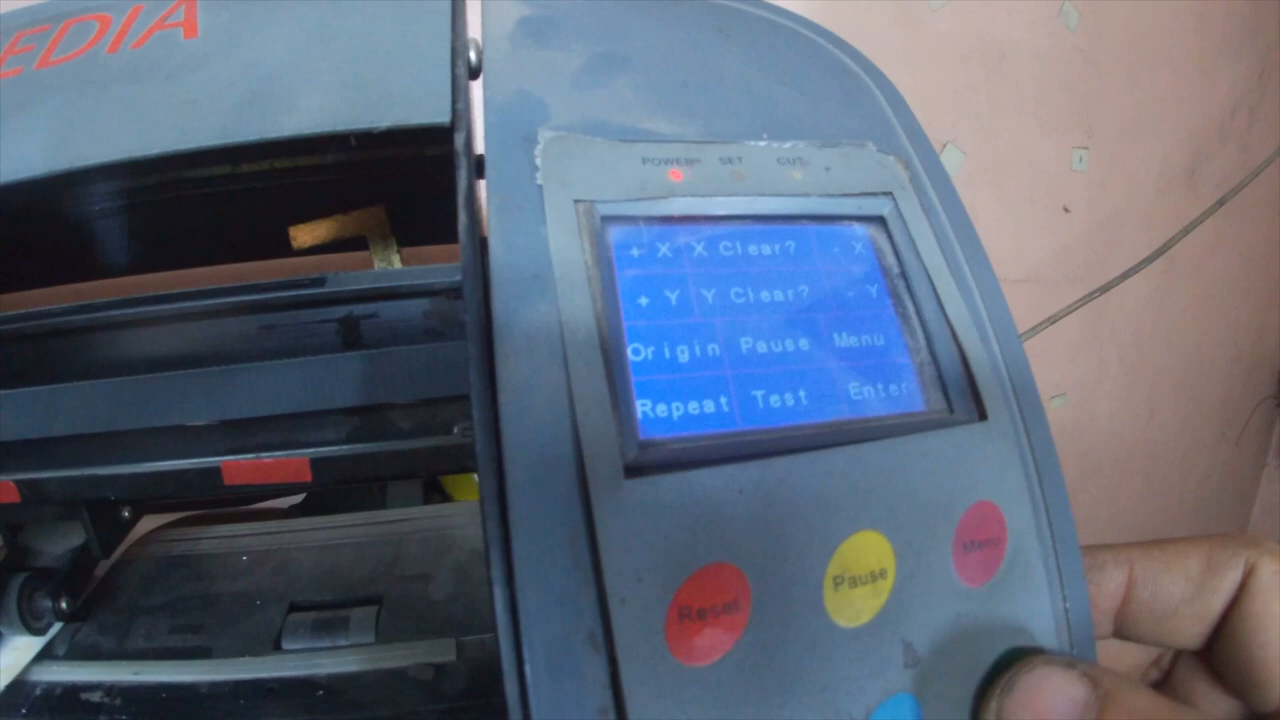 EDIA
POWER SET CUT
+ X X Clear? - X
+ Y Y Clear? - Y
Origin Pause Menu
Repeat Test Enter
Reset Pause Menu